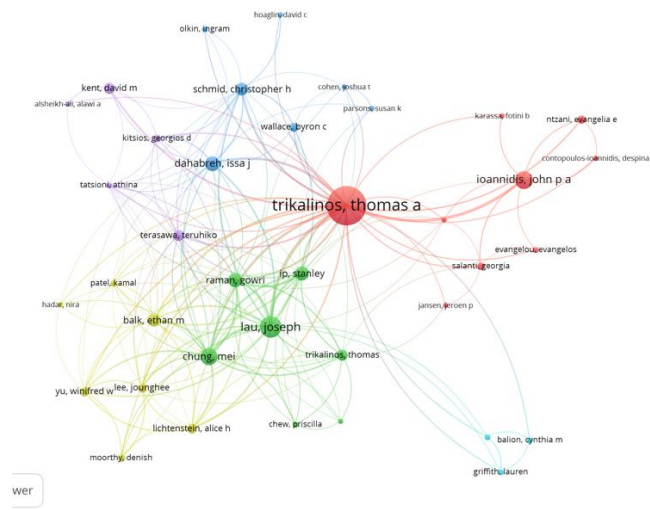 hoaglin, david c
olkin, ingram
kent, david m
schmid, christopher h
cohen, joshua t
alsheikh-ali, alawi a
parsons, susan k
karassa, fotini b
ntzani, evangelia e
wallace, byron c
kitsios, georgios d
contopoulos-ioannidis, despina
dahabreh, issa j
ioannidis, john p a
tatsioni, athina
trikalinos, thomas a
terasawa, teruhiko
evangelou, evangelos
salanti, georgia
ip, stanley
raman, gowri
patel, kamal
hadar, nira
jansen, jeroen p
balk, ethan m
lau, joseph
chung, mei
trikalinos, thomas
yu, winifred w
lee, jounghee
chew, priscilla
lichtenstein, alice h
balion, cynthia m
moorthy, denish
griffith, lauren
wer